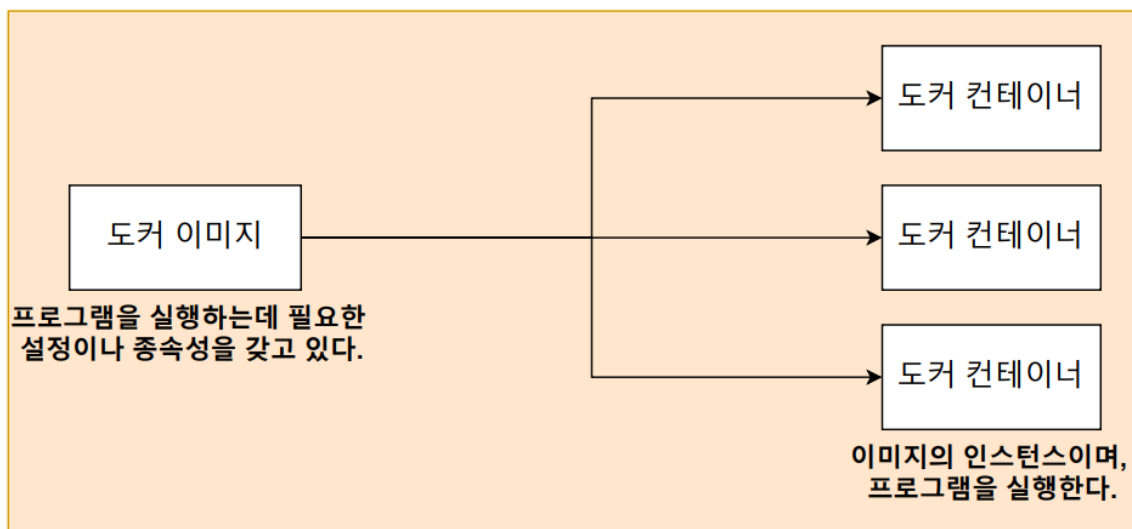 도커 컨테이너
도커 이미지
도커 컨테이너
프로그램을 실행하는데 필요한
설정이나 종속성을 갖고 있다.
도커 컨테이너
이미지의 인스턴스이며,
프로그램을 실행한다.